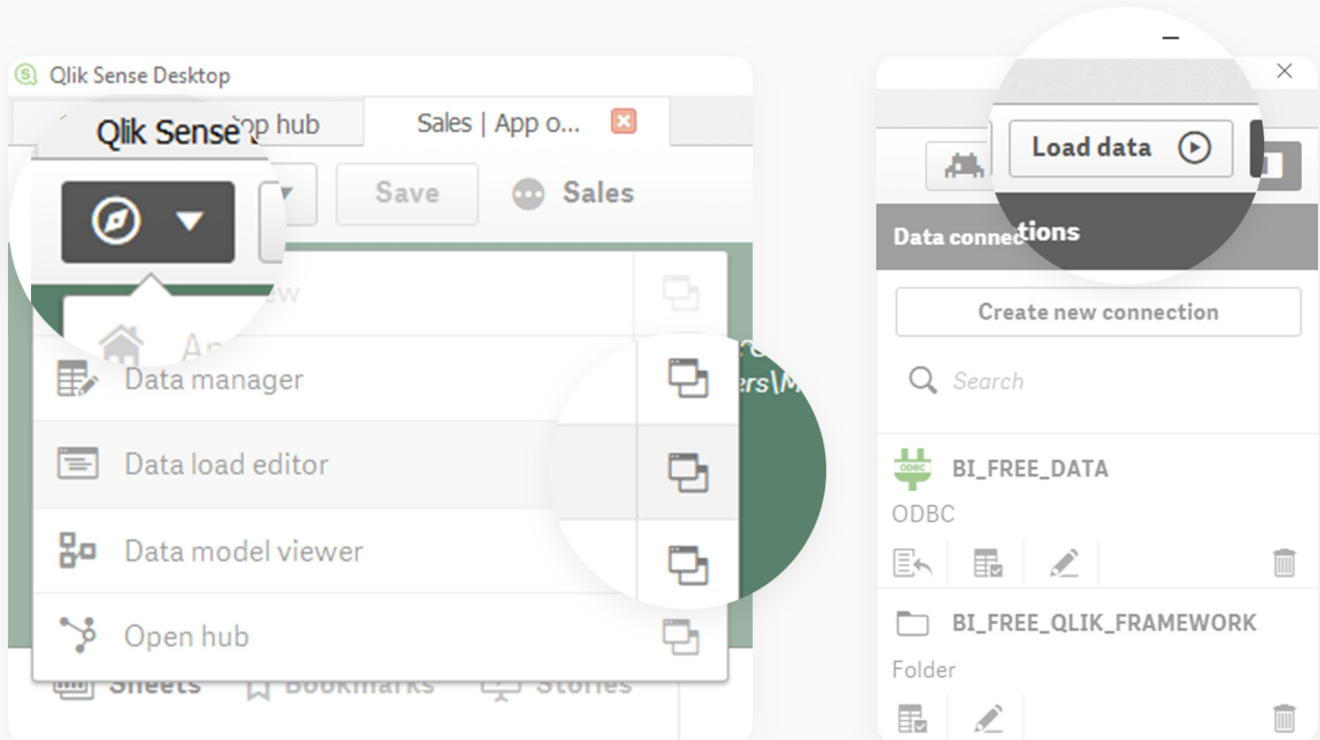 Qlik Sense Desktop
Qlik Sense
top hub
Sales | App o...
Save
Sales
Data manager
Data load editor
Data model viewer
Open hub
Sheets
Bookmarks
Stories
Load data
Data connections
Create new connection
Search
ODBC
BI_FREE_DATA
ODBC
BI_FREE_QLIK_FRAMEWORK
Folder